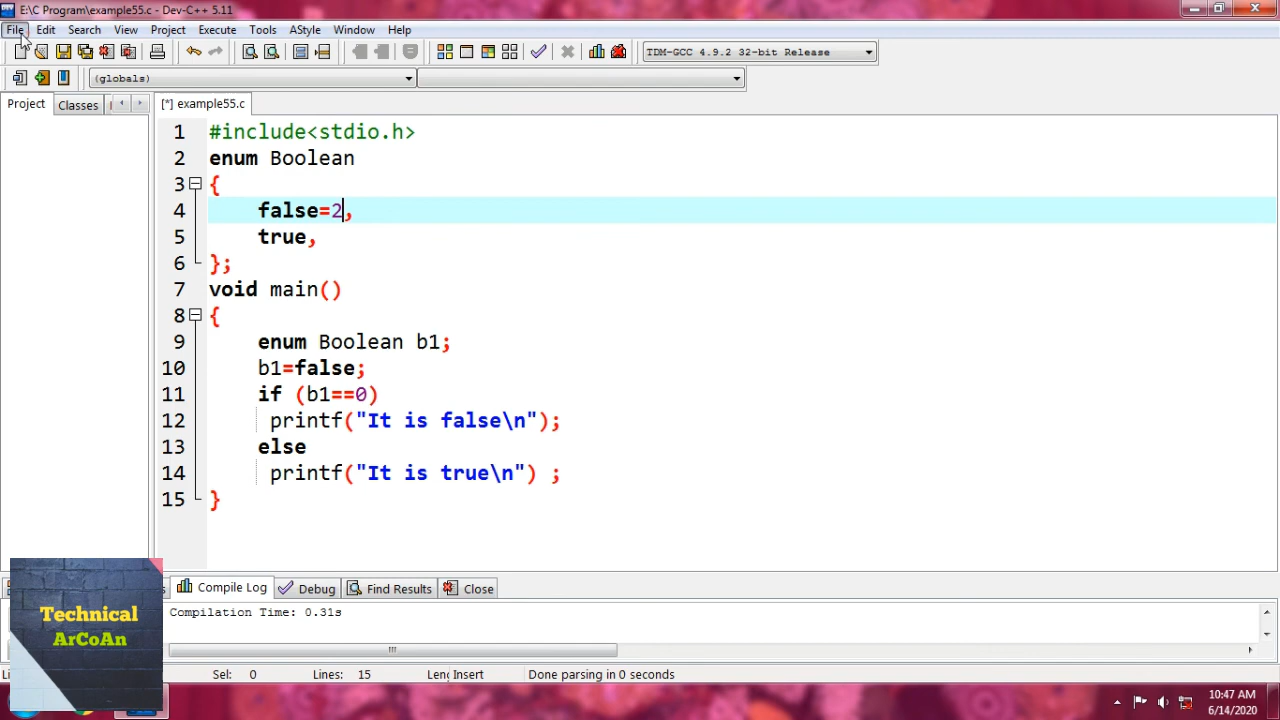 E:\C Program\example55.c - Dev-C++ 5.11
File Edit Search View Project Execute Tools AStyle Window Help
TDM-GCC 4.9.2 32-bit Release
(globals)
Project Classes
[*] example55.c
1 #include<stdio.h>
2 enum Boolean
3 {
4 false=2,
5 true,
6 };
7 void main()
8 {
9 enum Boolean b1;
10 b1=false;
11 if (b1==0)
12 printf("It is false\n");
13 else
14 printf("It is true\n") ;
15 }
Compile Log Debug Find Results Close
Compilation Time: 0.31s
Technical
ArCoAn
Sel: 0 Lines: 15 Insert Done parsing in 0 seconds
10:47 AM
6/14/2020